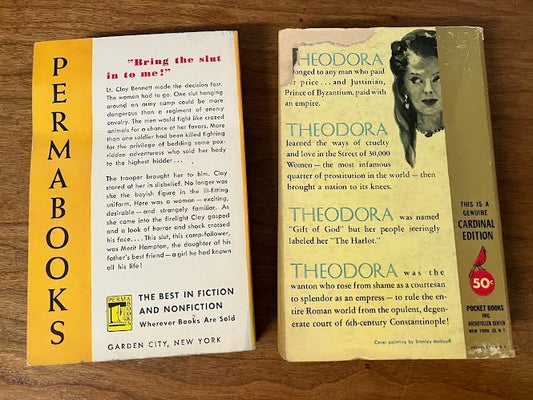 PERMABOOKS
"Bring the slut
in to me!"
Lt. Clay Bennett made the decision fast.
The woman had to go. One slut hanging
around an army camp could be more
dangerous than a regiment of enemy
cavalry. The men would fight like crazed
animals for a chance at her favors. More
than one soldier had been killed fighting
for the privilege of bedding some pox-
ridden adventuress who sold her body
to the highest bidder...
The trooper brought her to him. Clay
stared at her in disbelief. No longer was
she the boyish figure in the ill-fitting
uniform. Here was a woman—exciting,
desirable—and strangely familiar. As
she came into the firelight Clay gasped
and a look of horror and shock crossed
his face.... This slut, this camp-follower,
was Merit Hampton, the daughter of his
father's best friend—a girl he had known
all his life!
PERMA
BOOKS
THE BEST IN FICTION
AND NONFICTION
Wherever Books Are Sold
GARDEN CITY, NEW YORK
THEODORA
longed to any man who paid
price...and Justinian,
Prince of Byzantium, paid with
an empire.
THEODORA
learned the ways of cruelty
and love in the Street of 30,000
Women—the most infamous
quarter of prostitution in the world—then
brought a nation to its knees.
THEODORA was named
"Gift of God" but her people jeeringly
labeled her "The Harlot."
THEODORA was the
wanton who rose from shame as a courtesan
to splendor as an empress—to rule the en-
tire Roman world from the opulent, degen-
erate court of 6th-century Constantinople!
Cover painting by Stanley Meltzoff
THIS IS A
GENUINE
CARDINAL
EDITION
50¢
POCKET BOOKS
INC.
ROCKEFELLER CENTER
NEW YORK 20, N.Y.